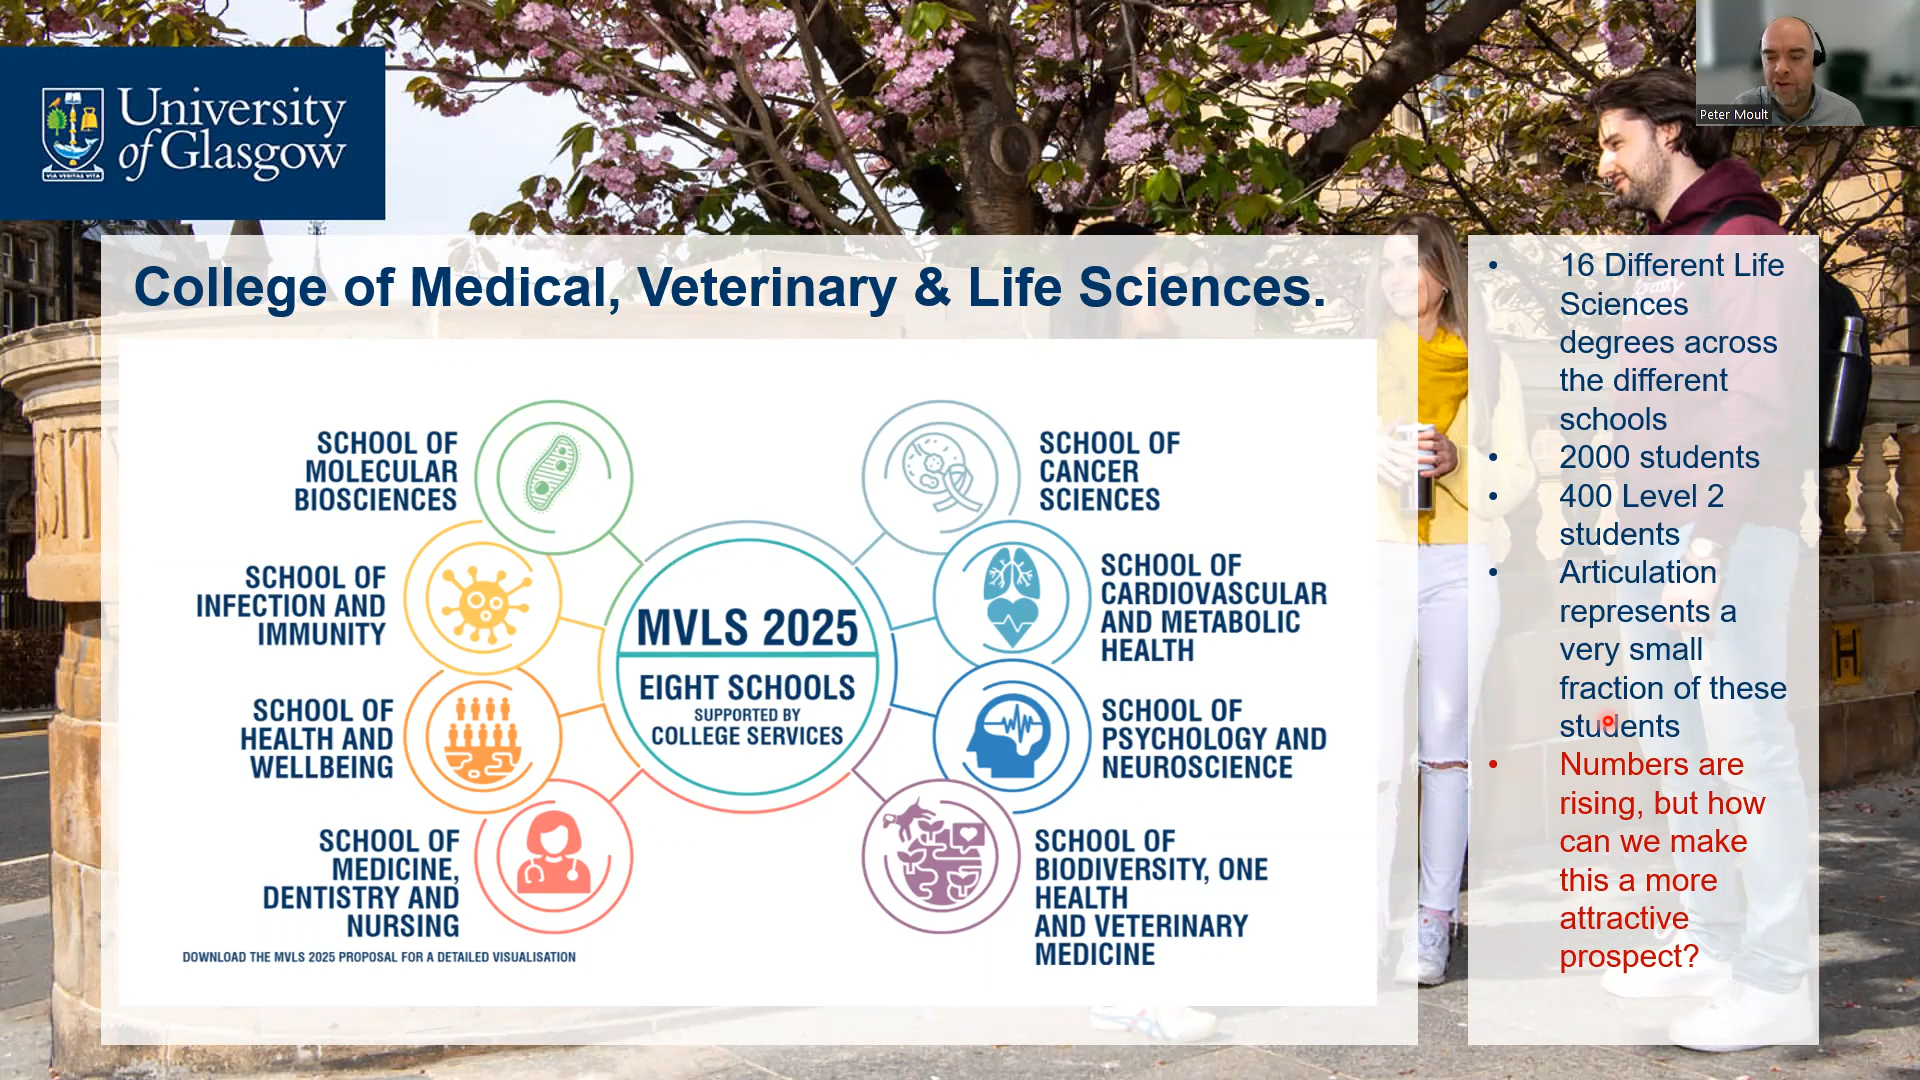 University
of Glasgow
VIA VERITAS VITA
Peter Moult
College of Medical, Veterinary & Life Sciences.
SCHOOL OF
MOLECULAR
BIOSCIENCES
SCHOOL OF
INFECTION AND
IMMUNITY
SCHOOL OF
HEALTH AND
WELLBEING
SCHOOL OF
MEDICINE,
DENTISTRY AND
NURSING
MVLS 2025
EIGHT SCHOOLS
SUPPORTED BY
COLLEGE SERVICES
SCHOOL OF
CANCER
SCIENCES
SCHOOL OF
CARDIOVASCULAR
AND METABOLIC
HEALTH
SCHOOL OF
PSYCHOLOGY AND
NEUROSCIENCE
SCHOOL OF
BIODIVERSITY, ONE
HEALTH
AND VETERINARY
MEDICINE
DOWNLOAD THE MVLS 2025 PROPOSAL FOR A DETAILED VISUALISATION
• 16 Different Life
Sciences
degrees across
the different
schools
• 2000 students
• 400 Level 2
students
• Articulation
represents a
very small
fraction of these
students
• Numbers are
rising, but how
can we make
this a more
attractive
prospect?
H